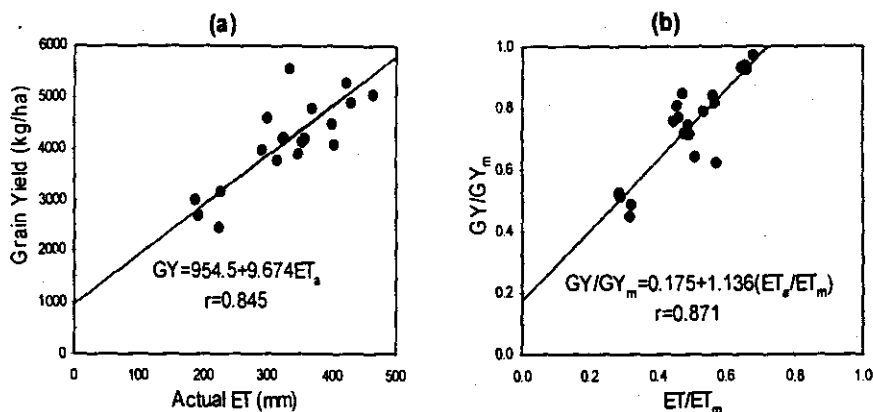 (a)
6000
5000
4000
3000
2000
1000
0
Grain Yield (kg/ha)
GY=954.5+9.674ETa
r=0.845
0 100 200 300 400 500
Actual ET (mm)
(b)
1.0
0.8
0.6
0.4
0.2
0.0
GY/GYm
GY/GYm=0.175+1.136(ETa/ETm)
r=0.871
0.0 0.2 0.4 0.6 0.8 1.0
ET/ETm